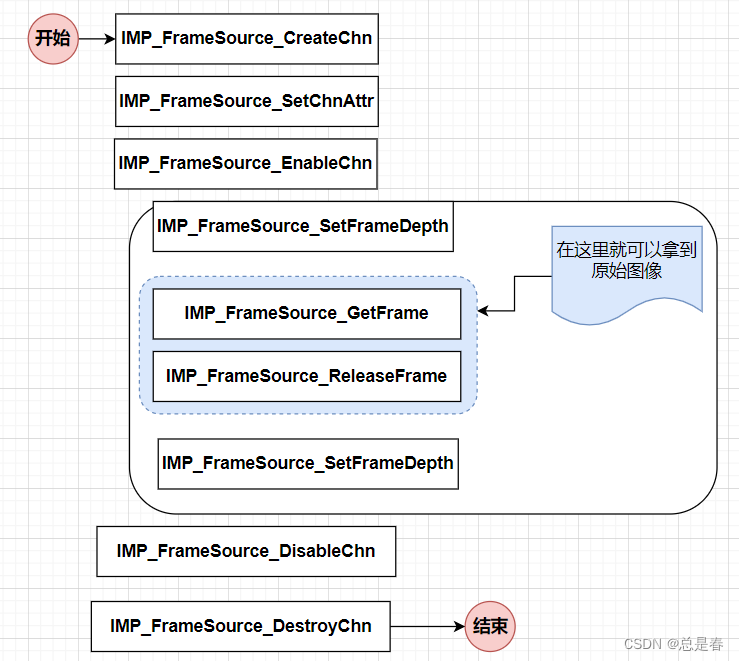 开始
IMP_FrameSource_CreateChn
IMP_FrameSource_SetChnAttr
IMP_FrameSource_EnableChn
IMP_FrameSource_SetFrameDepth
在这里就可以拿到
原始图像
IMP_FrameSource_GetFrame
IMP_FrameSource_ReleaseFrame
IMP_FrameSource_SetFrameDepth
IMP_FrameSource_DisableChn
IMP_FrameSource_DestroyChn
结束
CSDN @总是春